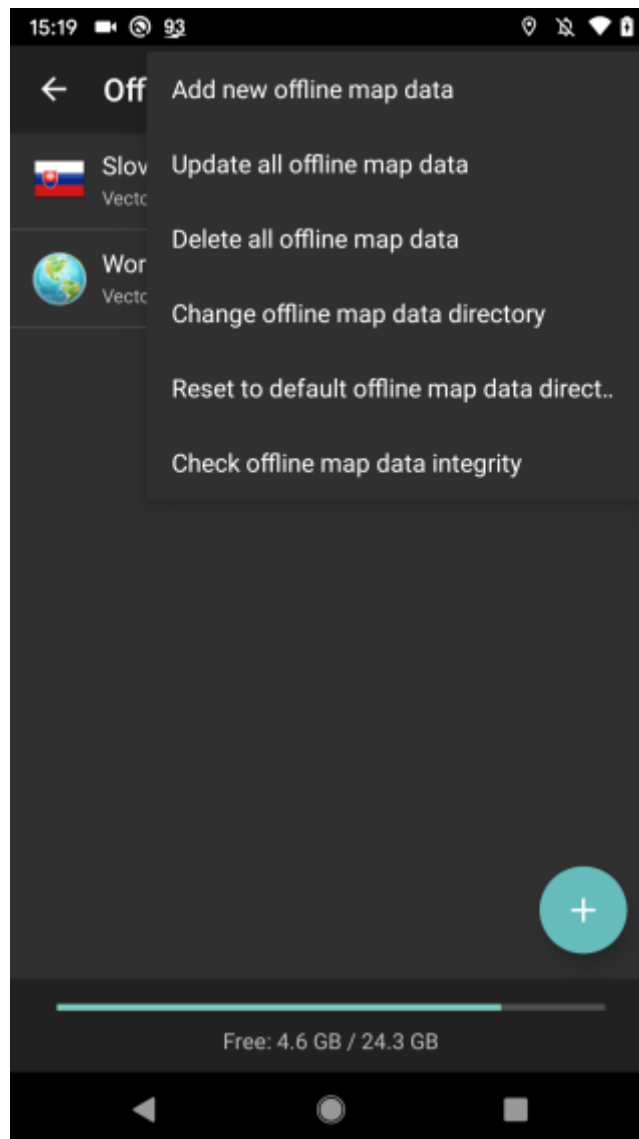 15:19 93
Off
Add new offline map data
Slov
Update all offline map data
Vecto
Delete all offline map data
Wor
Vecto
Change offline map data directory
Reset to default offline map data direct..
Check offline map data integrity
Free: 4.6 GB / 24.3 GB